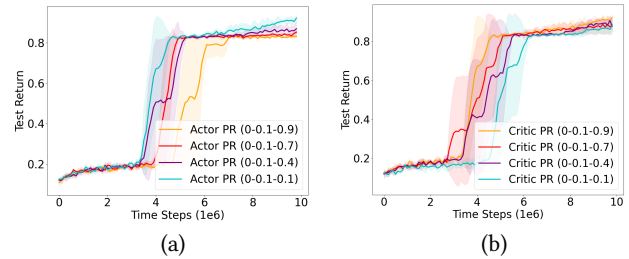 0.8
0.6
0.4
0.2
Test Return
Actor PR (0-0.1-0.9)
Actor PR (0-0.1-0.7)
Actor PR (0-0.1-0.4)
Actor PR (0-0.1-0.1)
0 2 4 6 8 10
Time Steps (1e6)
(a)
0.8
0.6
0.4
0.2
Test Return
Critic PR (0-0.1-0.9)
Critic PR (0-0.1-0.7)
Critic PR (0-0.1-0.4)
Critic PR (0-0.1-0.1)
0 2 4 6 8 10
Time Steps (1e6)
(b)